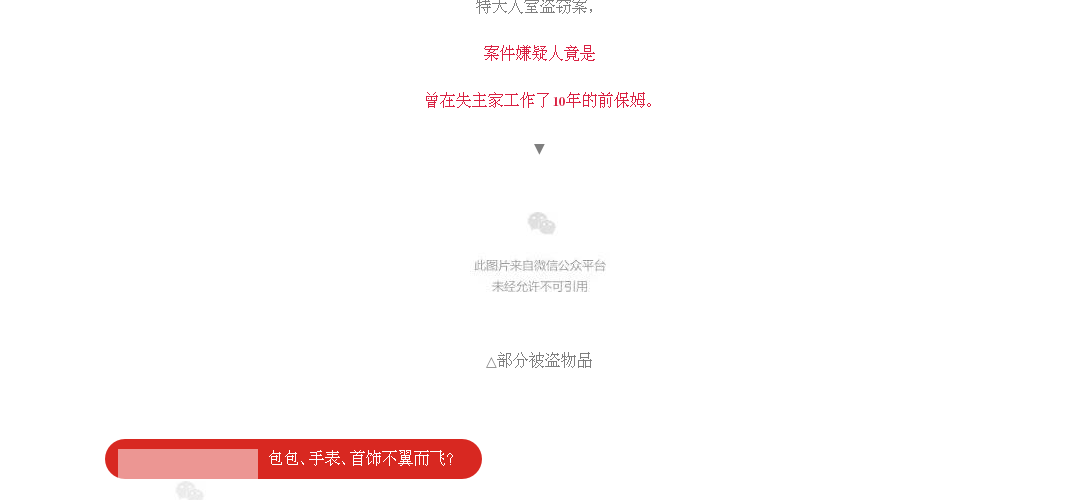 特大入室盗窃案，
案件嫌疑人竟是
曾在失主家工作了10年的前保姆。
▼
此图片来自微信公众平台
未经允许不可引用
△部分被盗物品
包包、手表、首饰不翼而飞？